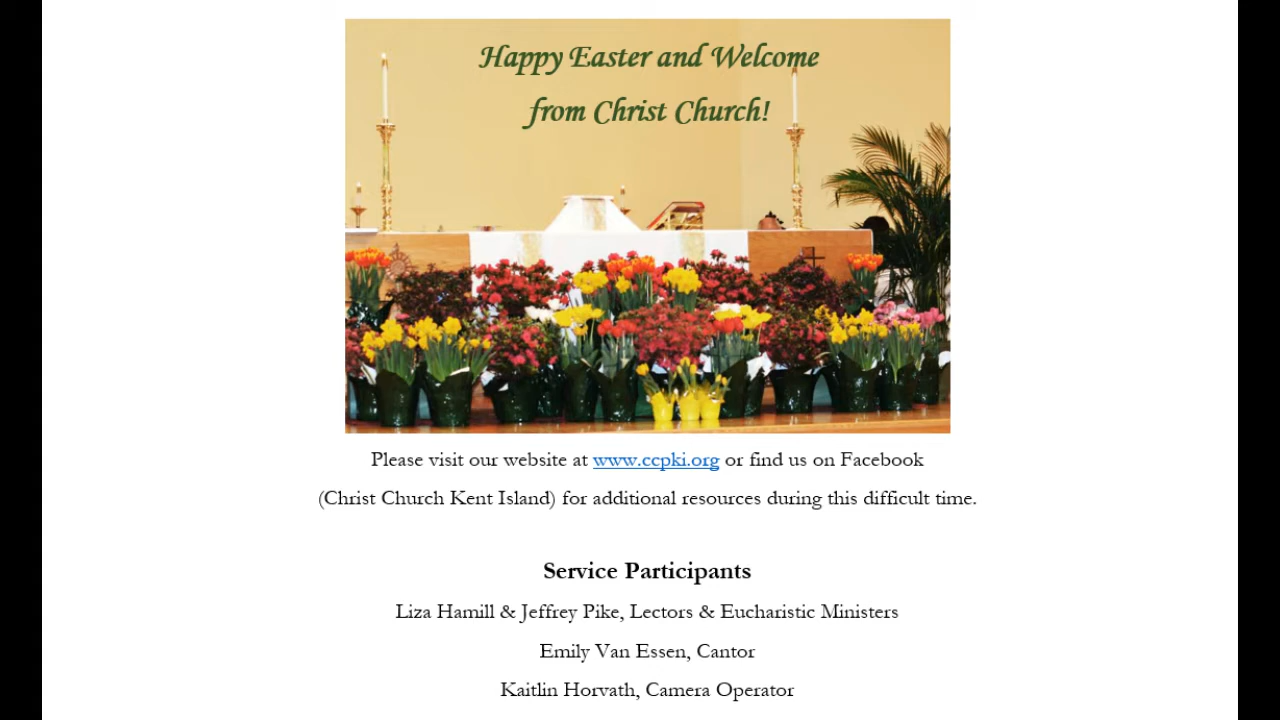 Happy Easter and Welcome
from Christ Church!
Please visit our website at www.ccpki.org or find us on Facebook
(Christ Church Kent Island) for additional resources during this difficult time.
Service Participants
Liza Hamill & Jeffrey Pike, Lectors & Eucharistic Ministers
Emily Van Essen, Cantor
Kaitlin Horvath, Camera Operator